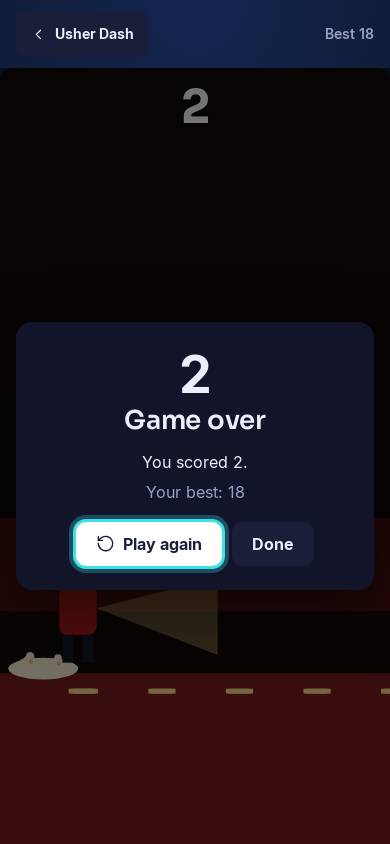 Usher Dash
Best 18
2
2
Game over
You scored 2.
Your best: 18
Play again
Done